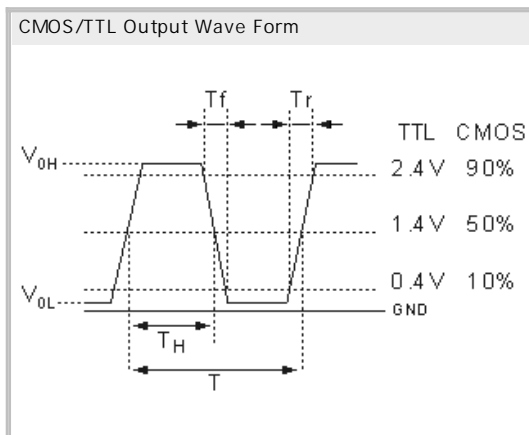 CMOS/TTL Output Wave Form
Tf Tr
TTL CMOS
V0H 2.4V 90%
1.4V 50%
0.4V 10%
V0L GND
TH
T